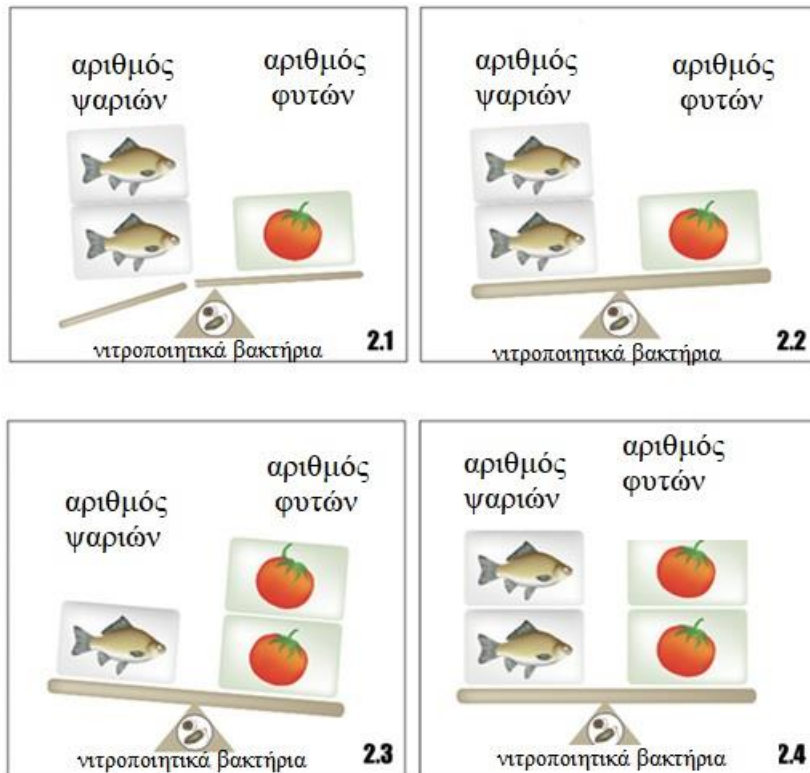 αριθμός
ψαριών
αριθμός
φυτών
νιτροποιητικά βακτήρια
2.1
αριθμός
ψαριών
αριθμός
φυτών
νιτροποιητικά βακτήρια
2.2
αριθμός
ψαριών
αριθμός
φυτών
νιτροποιητικά βακτήρια
2.3
αριθμός
ψαριών
αριθμός
φυτών
νιτροποιητικά βακτήρια
2.4